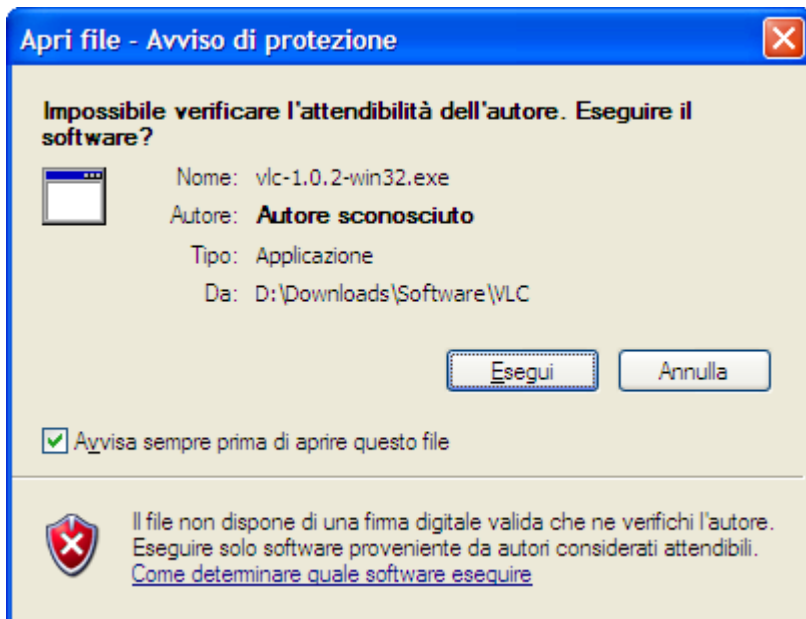 Apri file - Avviso di protezione
Impossibile verificare l'attendibilità dell'autore. Eseguire il
software?
Nome: vlc-1.0.2-win32.exe
Autore: Autore sconosciuto
Tipo: Applicazione
Da: D:\Downloads\Software\VLC
Esegui Annulla
Avvisa sempre prima di aprire questo file
Il file non dispone di una firma digitale valida che ne verifichi l'autore.
Eseguire solo software proveniente da autori considerati attendibili.
Come determinare quale software eseguire